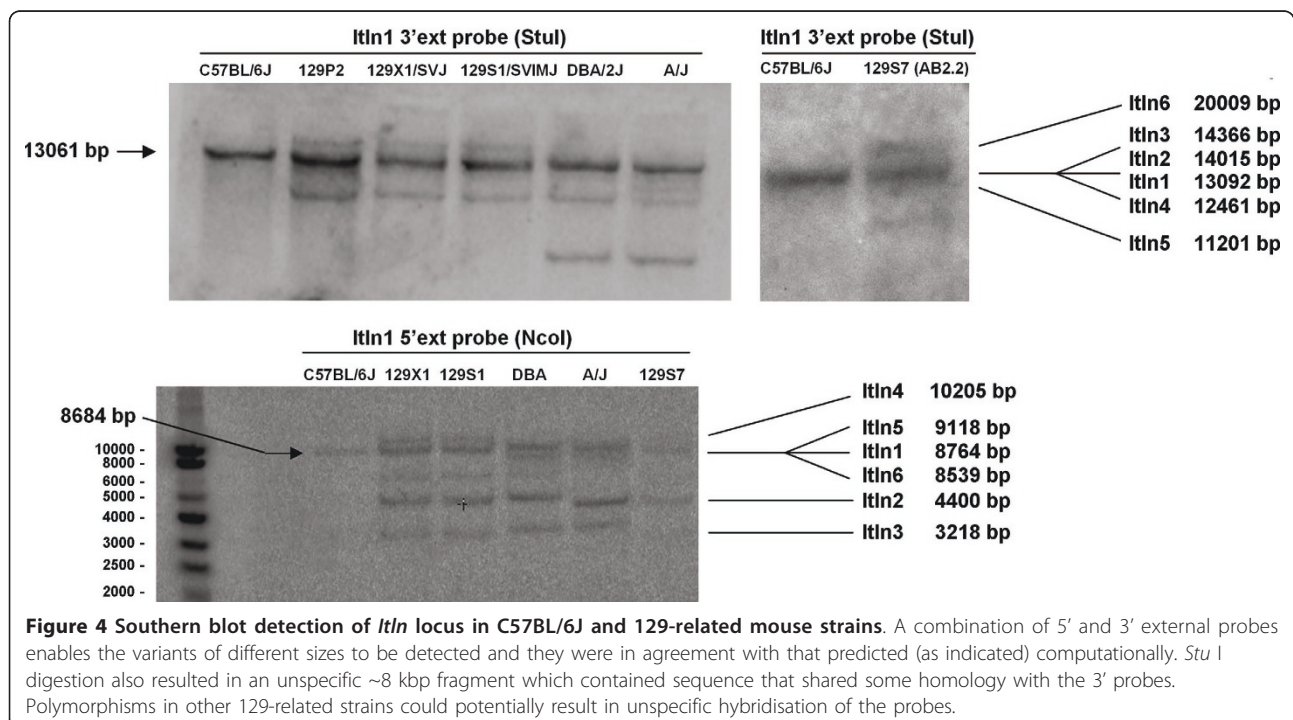 Itln1 3’ext probe (StuI)
C57BL/6J 129P2 129X1/SVJ 129S1/SVIMJ DBA/2J A/J
13061 bp
Itln1 3’ext probe (StuI)
C57BL/6J 129S7 (AB2.2)
Itln6 20009 bp
Itln3 14366 bp
Itln2 14015 bp
Itln1 13092 bp
Itln4 12461 bp
Itln5 11201 bp
Itln1 5’ext probe (NcoI)
C57BL/6J 129X1 129S1 DBA A/J 129S7
8684 bp
10000 -
8000 -
6000 -
5000 -
4000 -
3000 -
2500 -
2000 -
Itln4 10205 bp
Itln5 9118 bp
Itln1 8764 bp
Itln6 8539 bp
Itln2 4400 bp
Itln3 3218 bp
Figure 4 Southern blot detection of Itln locus in C57BL/6J and 129-related mouse strains. A combination of 5’ and 3’ external probes
enables the variants of different sizes to be detected and they were in agreement with that predicted (as indicated) computationally. Stu I
digestion also resulted in an unspecific ~8 kbp fragment which contained sequence that shared some homology with the 3’ probes.
Polymorphisms in other 129-related strains could potentially result in unspecific hybridisation of the probes.